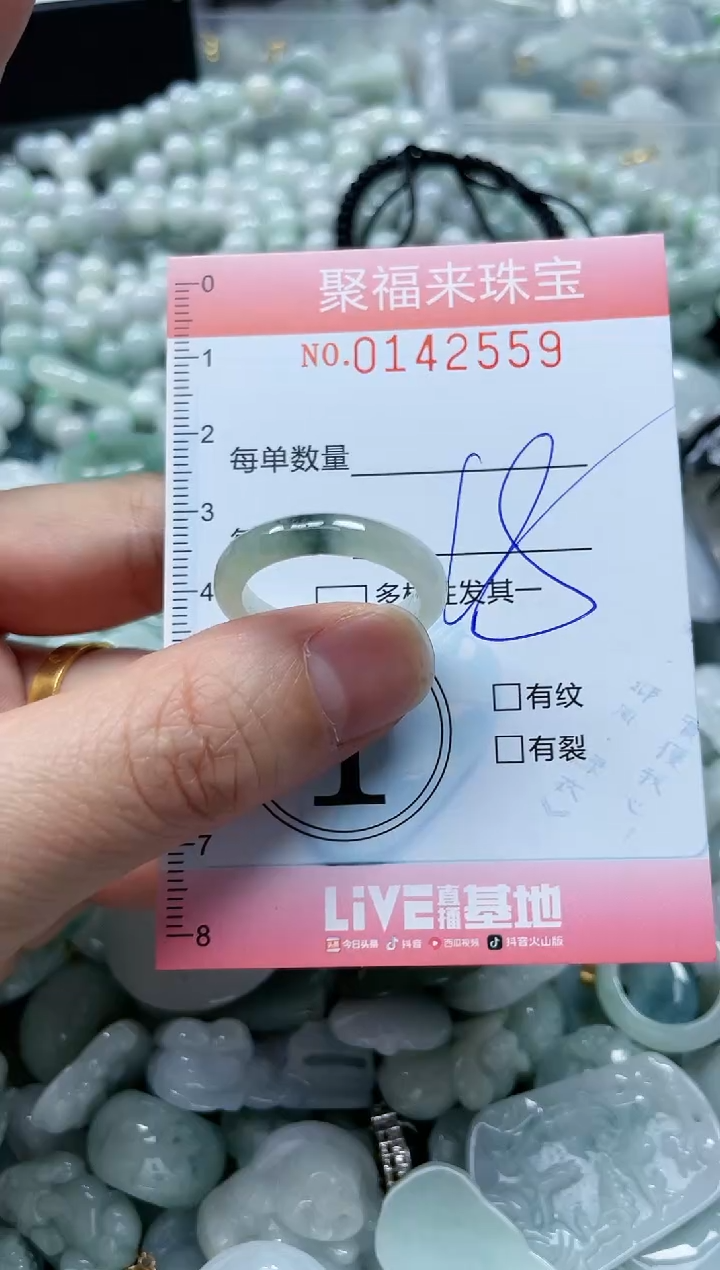 聚福来珠宝
NO.0142559
0
1
2
3
4
7
8
每单数量
18
多 发其一
有纹
有裂
1
LiVE直播基地
今日头条 抖音 西瓜视频 抖音火山版